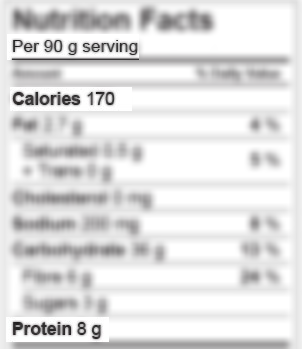 Nutrition Facts
Per 90 g serving
Amount % Daily Value
Calories 170
Fat 2.7 g 4 %
Saturated 0.5 g
+ Trans 0 g 5 %
Cholesterol 0 mg
Sodium 200 mg 8 %
Carbohydrate 36 g 13 %
Fibre 6 g 24 %
Sugars 3 g
Protein 8 g